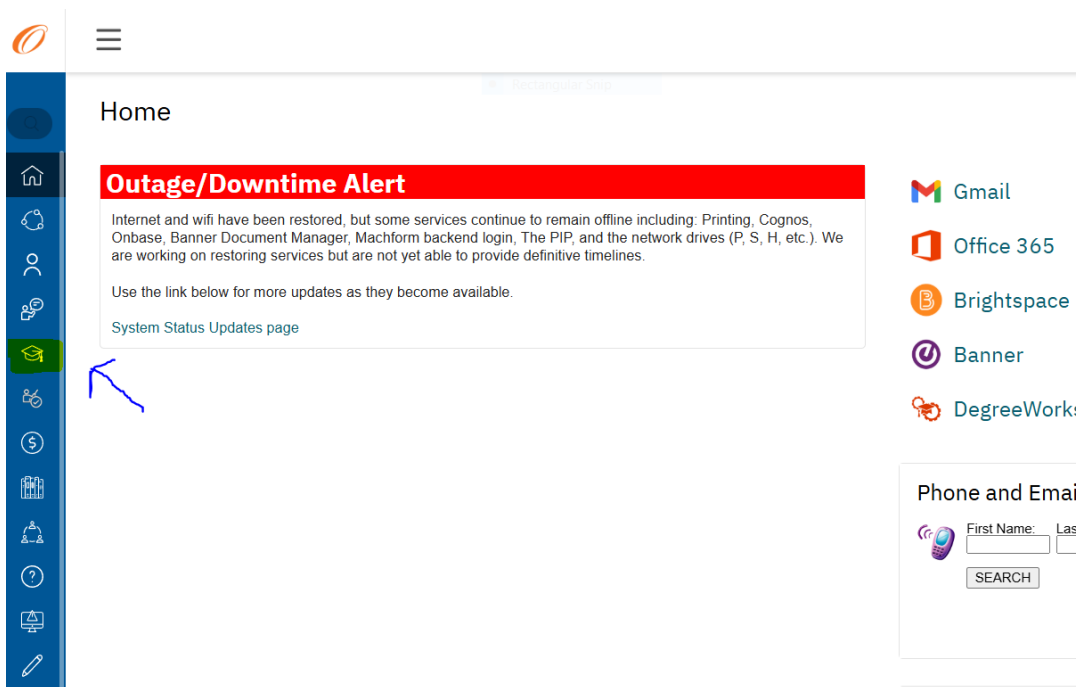 Rectangular Snip
Home
Outage/Downtime Alert
Internet and wifi have been restored, but some services continue to remain offline including: Printing, Cognos,
Onbase, Banner Document Manager, Machform backend login, The PIP, and the network drives (P, S, H, etc.). We
are working on restoring services but are not yet able to provide definitive timelines.
Use the link below for more updates as they become available.
System Status Updates page
Gmail
Office 365
Brightspace
Banner
DegreeWorks
Phone and Emai
First Name: Las
SEARCH